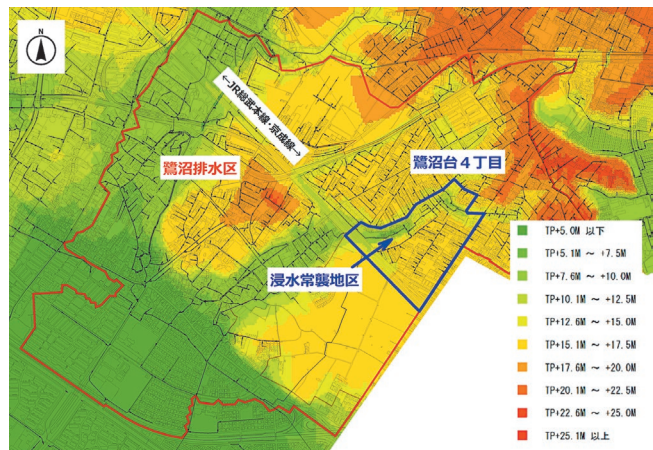 N
←JR総武本線・京成線→
鷺沼排水区
鷺沼台4丁目
浸水常襲地区
TP+5.0M 以下
TP+5.1M ～ +7.5M
TP+7.6M ～ +10.0M
TP+10.1M ～ +12.5M
TP+12.6M ～ +15.0M
TP+15.1M ～ +17.5M
TP+17.6M ～ +20.0M
TP+20.1M ～ +22.5M
TP+22.6M ～ +25.0M
TP+25.1M 以上